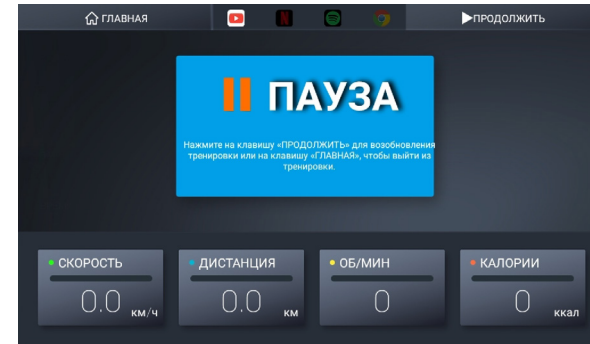 ГЛАВНАЯ
ПРОДОЛЖИТЬ
ПАУЗА
Нажмите на клавишу «ПРОДОЛЖИТЬ» для возобновления
тренировки или на клавишу «ГЛАВНАЯ», чтобы выйти из
тренировки.
СКОРОСТЬ
ДИСТАНЦИЯ
ОБ/МИН
КАЛОРИИ
0.0 км/ч
0.0 км
0
0 ккал